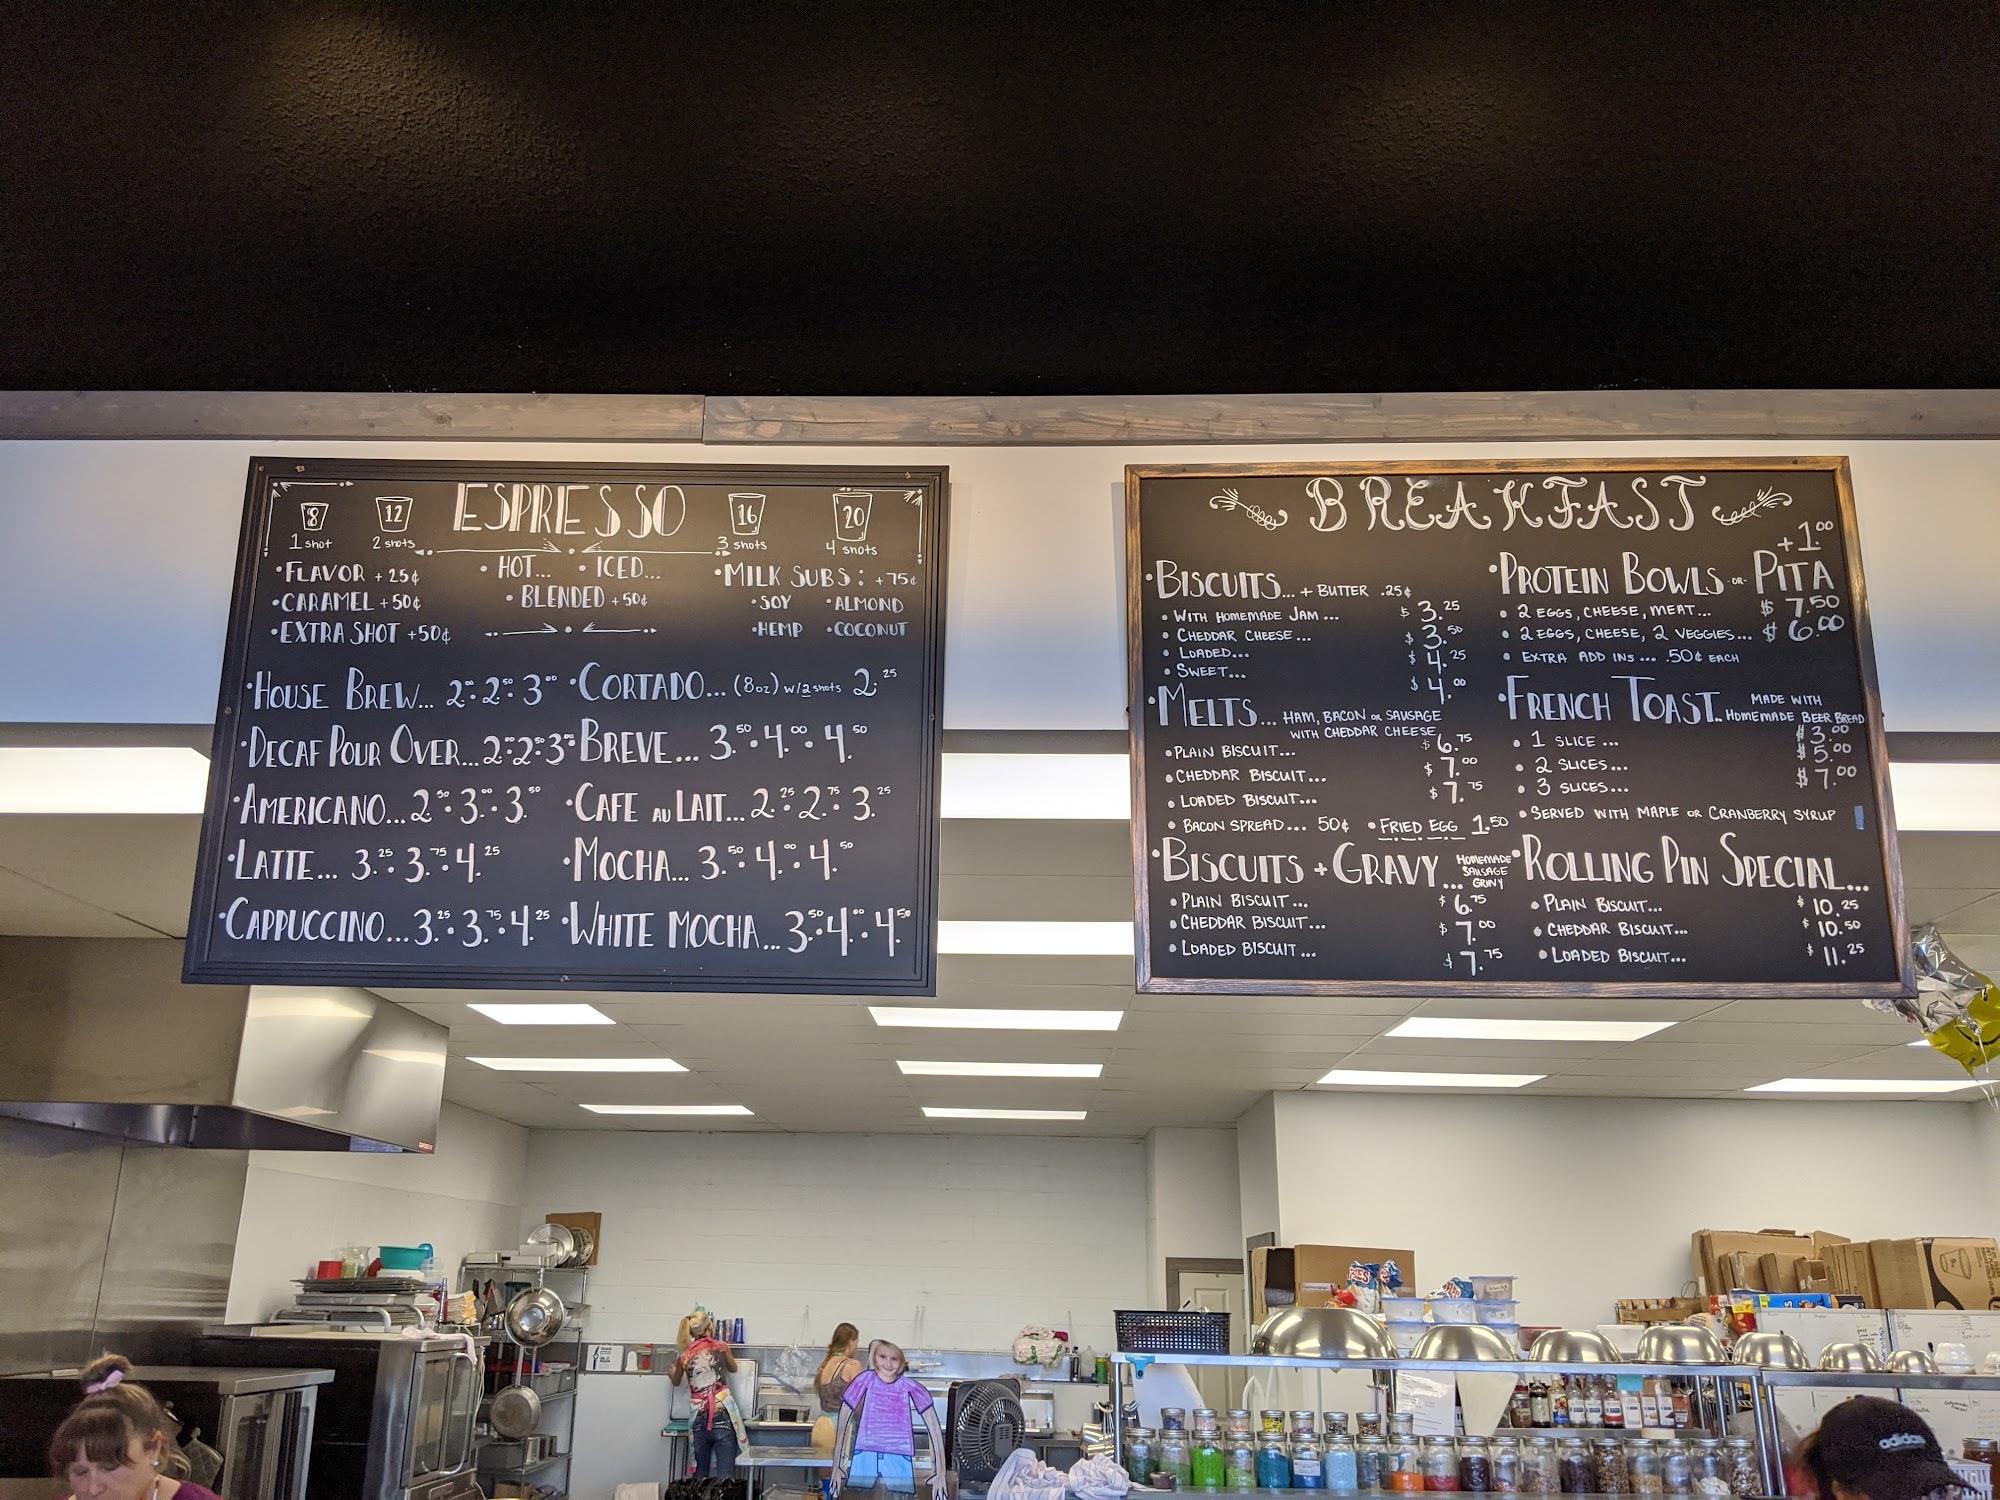 ESPRESSO
8 12 16 20
1 shot 2 shots 3 shots 4 shots
• FLAVOR + 25¢
• CARAMEL + 50¢
• EXTRA SHOT + 50¢
• HOT... • ICED...
• BLENDED + 50¢
• MILK SUBS: + 75¢
• SOY • ALMOND
• HEMP • COCONUT
• HOUSE BREW... 2.00 • 2.50 • 3.00
• DECAF POUR OVER... 2.00 • 2.50 • 3.00
• AMERICANO... 2.50 • 3.00 • 3.50
• LATTE... 3.25 • 3.75 • 4.25
• CAPPUCCINO... 3.25 • 3.75 • 4.25
• CORTADO... (8oz) w/2 shots 2.25
• BREVE... 3.50 • 4.00 • 4.50
• CAFE AU LAIT... 2.25 • 2.75 • 3.25
• MOCHA... 3.50 • 4.00 • 4.50
• WHITE MOCHA... 3.50 • 4.00 • 4.50
BREAKFAST
• BISCUITS... + BUTTER .25¢
• WITH HOMEMADE JAM... $3.25
• CHEDDAR CHEESE... $3.50
• LOADED... $4.25
• SWEET... $4.00
• MELTS... HAM, BACON OR SAUSAGE
WITH CHEDDAR CHEESE
• PLAIN BISCUIT... $6.75
• CHEDDAR BISCUIT... $7.00
• LOADED BISCUIT... $7.75
• BACON SPREAD... 50¢ • FRIED EGG 1.50
• BISCUITS + GRAVY... HOMEMADE
SAUSAGE
GRAVY
• PLAIN BISCUIT... $6.75
• CHEDDAR BISCUIT... $7.00
• LOADED BISCUIT... $7.75
+1.00
• PROTEIN BOWLS -OR- PITA
• 2 EGGS, CHEESE, MEAT... $7.50
• 2 EGGS, CHEESE, 2 VEGGIES... $6.00
• EXTRA ADD INS... .50¢ EACH
• FRENCH TOAST.. MADE WITH
HOMEMADE BEER BREAD
• 1 SLICE... $3.00
• 2 SLICES... $5.00
• 3 SLICES... $7.00
• SERVED WITH MAPLE OR CRANBERRY SYRUP
• ROLLING PIN SPECIAL...
• PLAIN BISCUIT... $10.25
• CHEDDAR BISCUIT... $10.50
• LOADED BISCUIT... $11.25
adidas